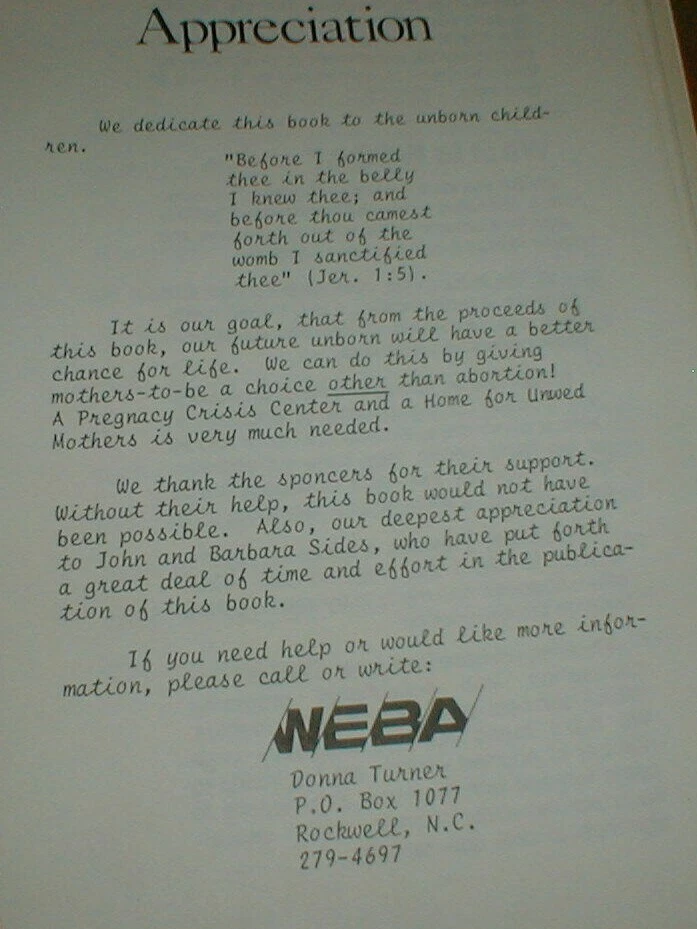 Appreciation
We dedicate this book to the unborn child-
ren.
"Before I formed
thee in the belly
I knew thee; and
before thou camest
forth out of the
womb I sanctified
thee" (Jer. 1:5).
It is our goal, that from the proceeds of
this book, our future unborn will have a better
chance for life. We can do this by giving
mothers-to-be a choice other than abortion!
A Pregnacy Crisis Center and a Home for Unwed
Mothers is very much needed.
We thank the sponcers for their support.
Without their help, this book would not have
been possible. Also, our deepest appreciation
to John and Barbara Sides, who have put forth
a great deal of time and effort in the publica-
tion of this book.
If you need help or would like more infor-
mation, please call or write:
WEBA
Donna Turner
P.O. Box 1077
Rockwell, N.C.
279-4697